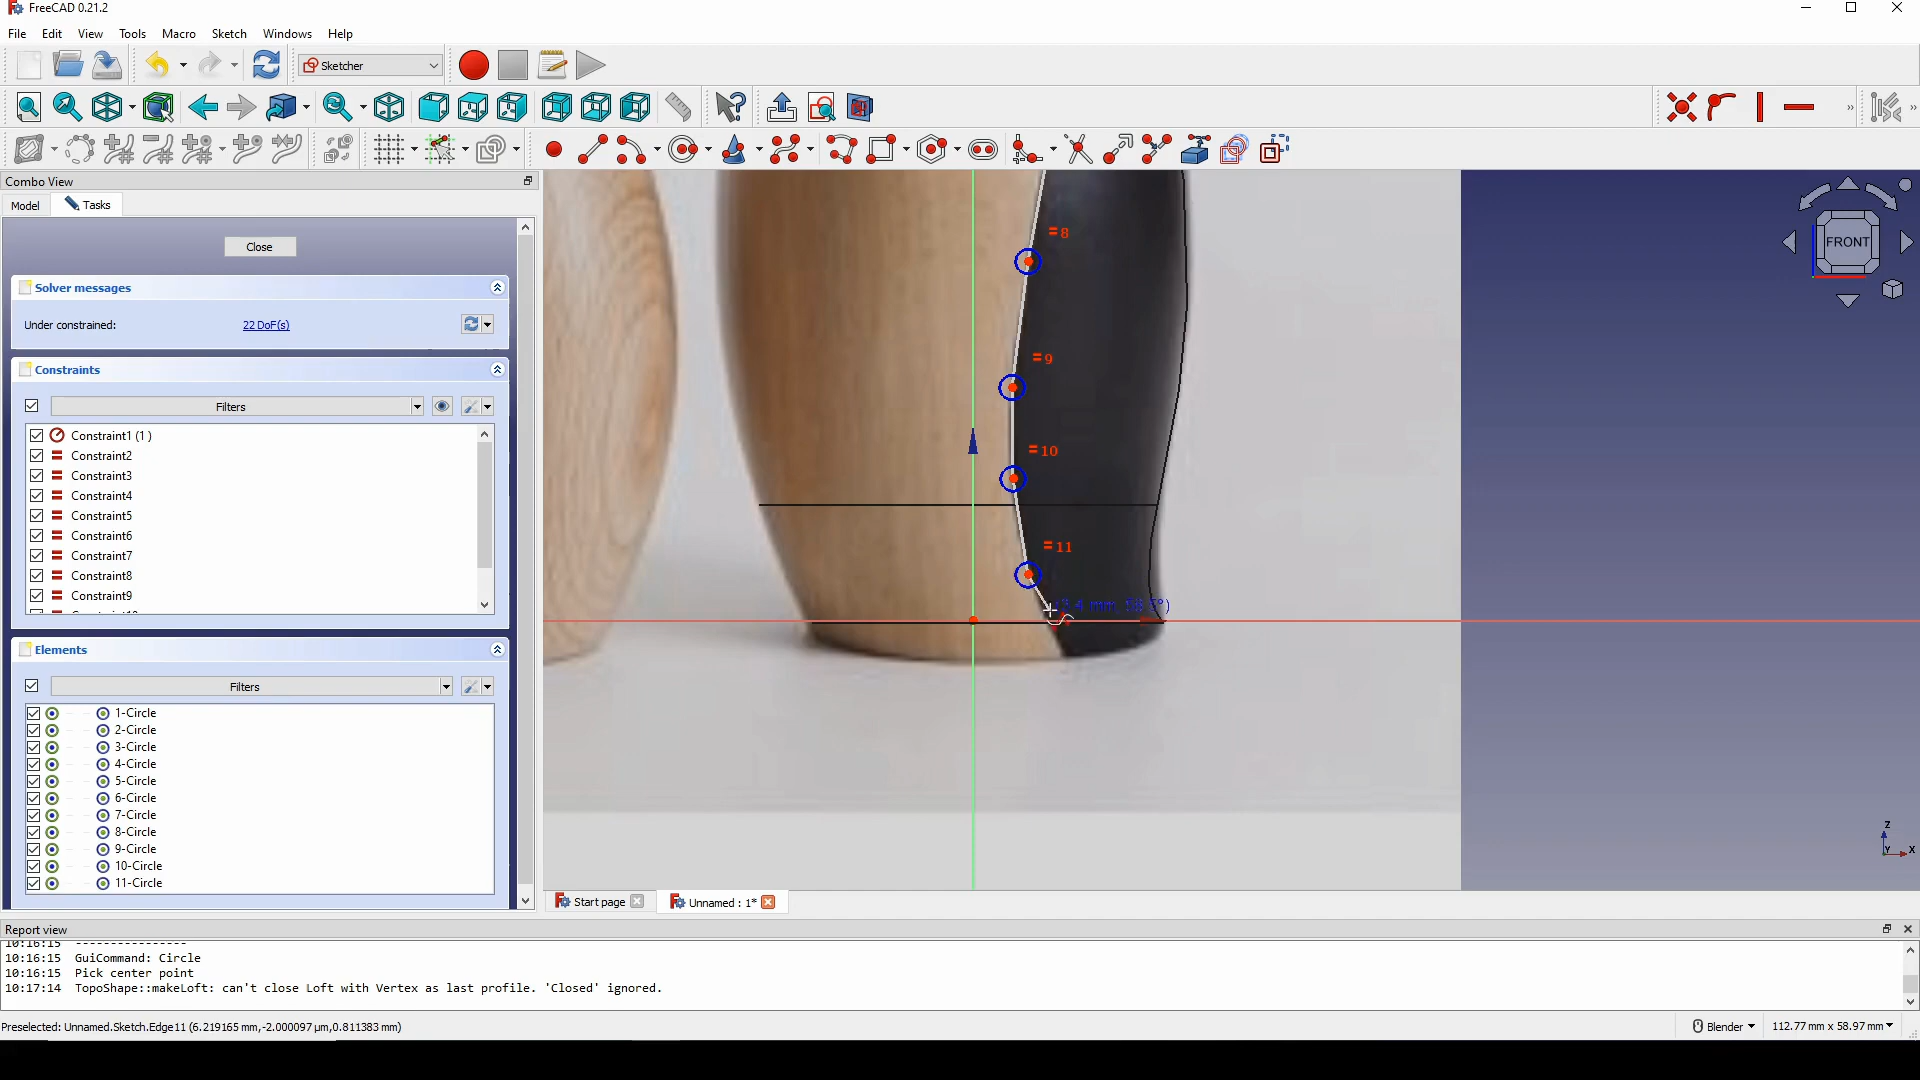 FreeCAD 0.21.2
File Edit View Tools Macro Sketch Windows Help
Sketcher
Combo View
Model Tasks
Close
Solver messages
Under constrained: 22 DoF(s)
Constraints
Filters
Constraint1 (1 )
Constraint2
Constraint3
Constraint4
Constraint5
Constraint6
Constraint7
Constraint8
Constraint9
Elements
Filters
1-Circle
2-Circle
3-Circle
4-Circle
5-Circle
6-Circle
7-Circle
8-Circle
9-Circle
10-Circle
11-Circle
=8
=9
=10
=11
FRONT
Z
Y X
Start page Unnamed : 1*
Report view
10:16:15 ----------------
10:16:15 GuiCommand: Circle
10:16:15 Pick center point
10:17:14 TopoShape::makeLoft: can't close Loft with Vertex as last profile. 'Closed' ignored.
Preselected: Unnamed.Sketch.Edge11 (6.219165 mm,-2.000097 µm,0.811383 mm)
Blender 112.77 mm x 58.97 mm